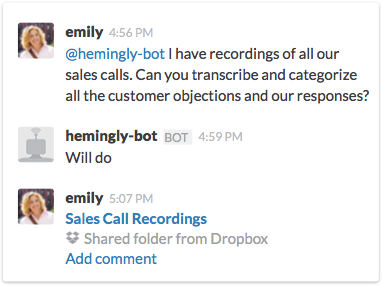 emily 4:56 PM
@hemingly-bot I have recordings of all our
sales calls. Can you transcribe and categorize
all the customer objections and our responses?
hemingly-bot BOT 4:59 PM
Will do
emily 5:07 PM
Sales Call Recordings
Shared folder from Dropbox
Add comment